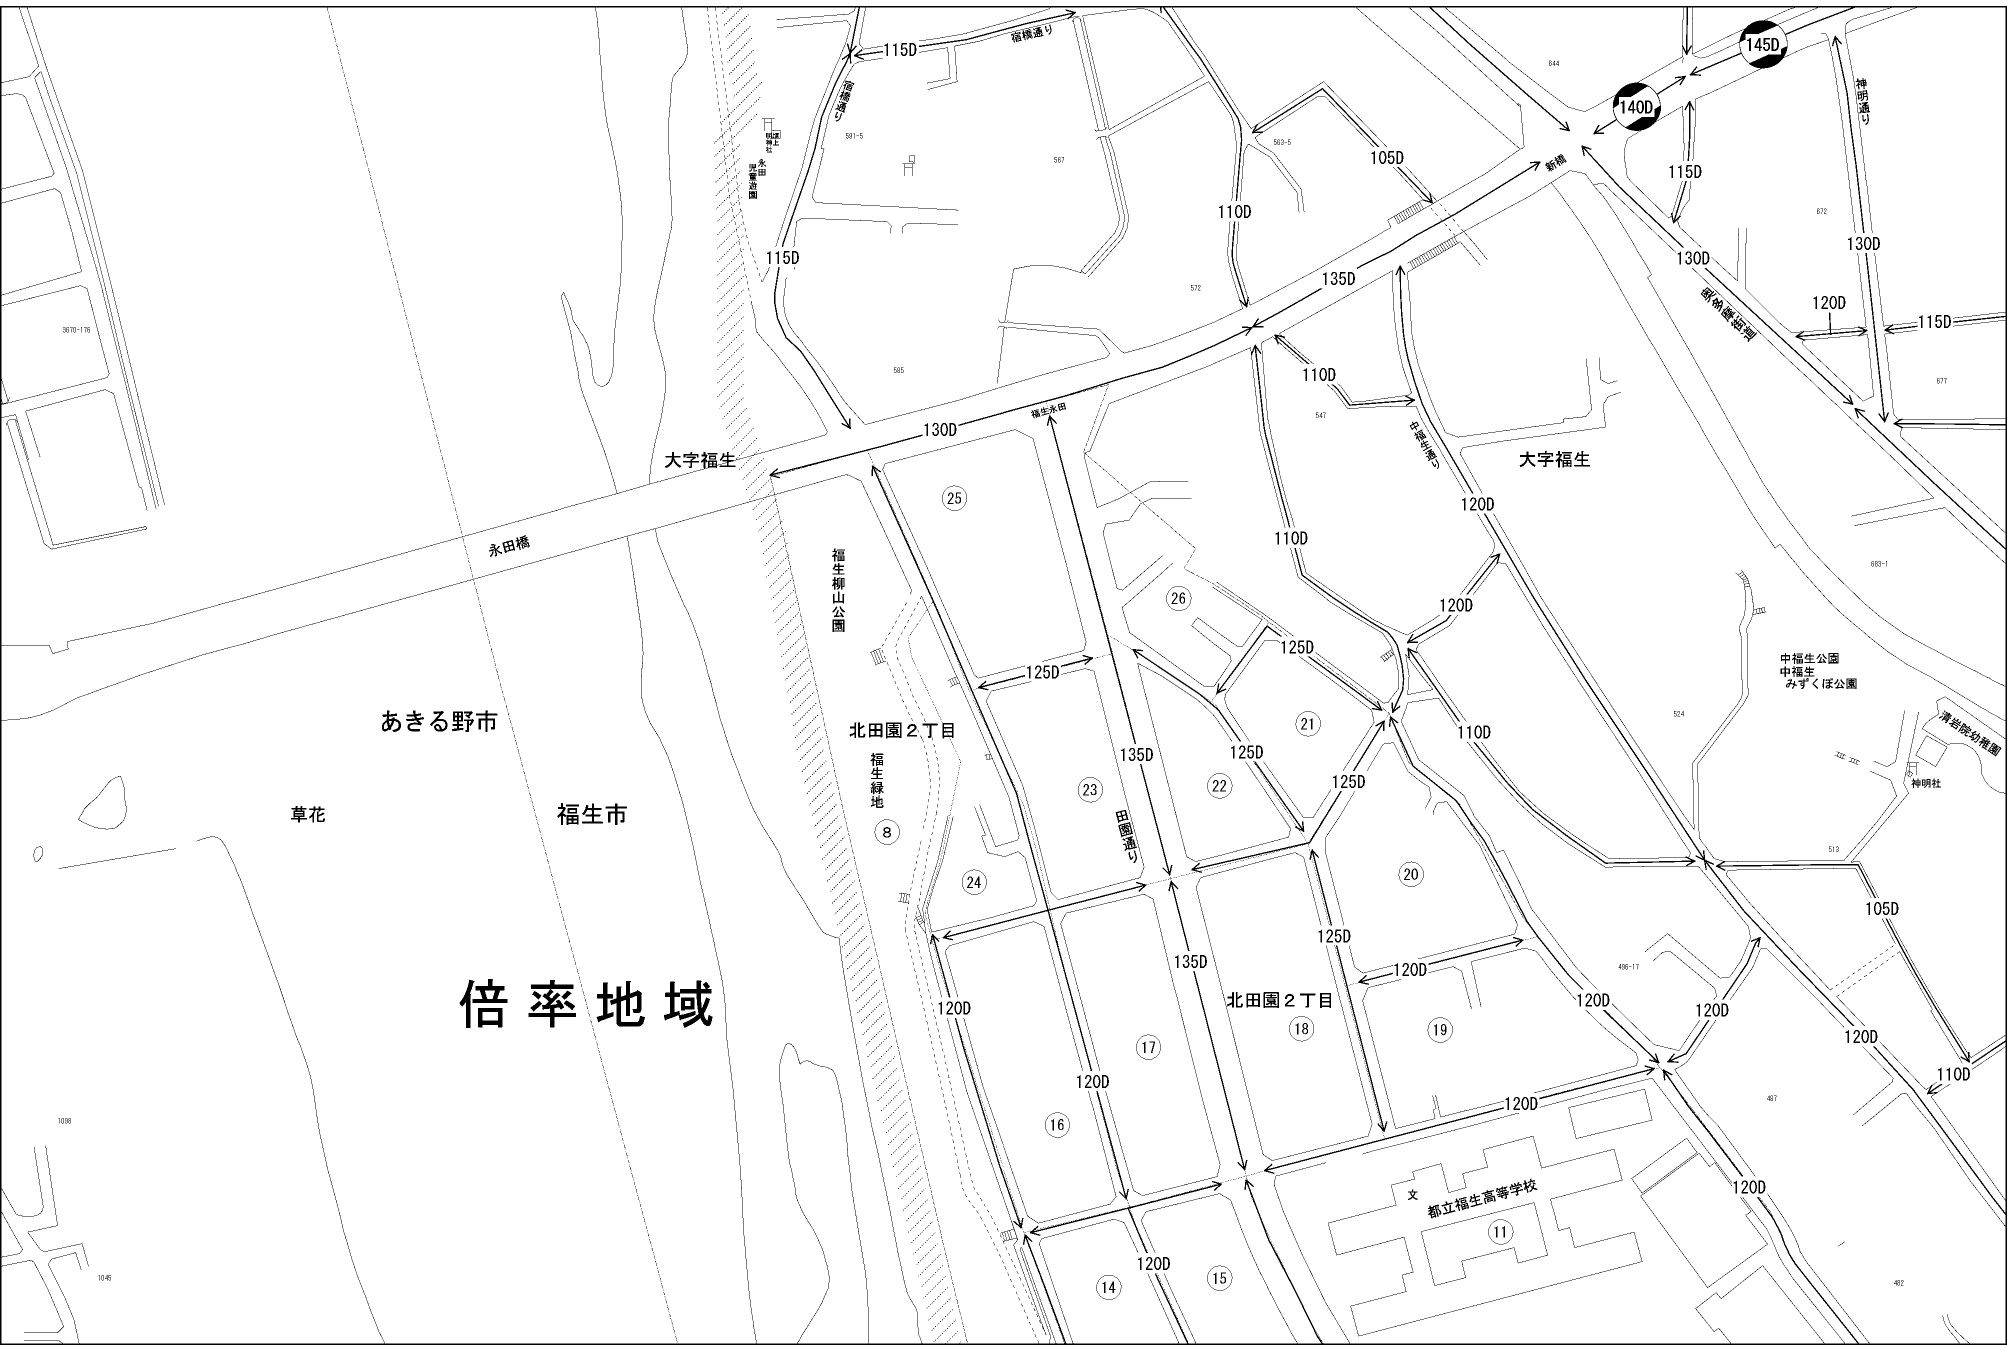 145D
宿橋通り
115D
644
140D
神明通り
宿橋通り
591-5
567
563-5
105D
堰上
明神社
永田
児童遊園
新橋
115D
110D
672
115D
130D
130D
135D
572
奥多摩街道
120D
115D
3670-176
585
110D
677
547
福生永田
130D
中福生通り
大字福生
大字福生
25
120D
永田橋
110D
福生柳山公園
683-1
26
120D
125D
125D
中福生公園
中福生
みずくぼ公園
524
あきる野市
北田園2丁目
21
110D
清岩院幼稚園
福生緑地
135D
125D
125D
22
23
神明社
草花
福生市
8
田園通り
513
24
20
105D
125D
135D
120D
496-17
倍率地域
120D
北田園2丁目
18
19
120D
120D
120D
17
110D
120D
487
120D
1098
16
120D
文
都立福生高等学校
11
120D
14
15
1045
482